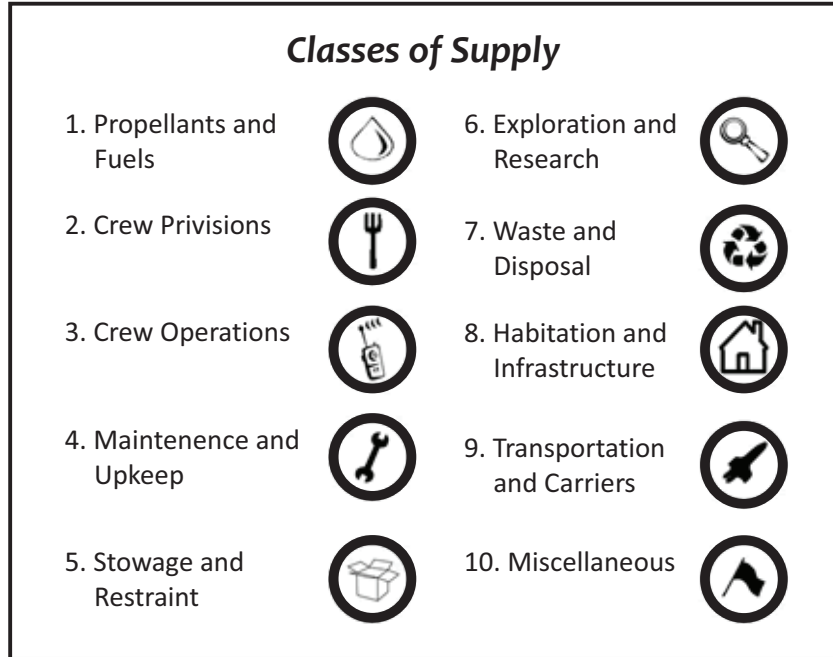 Classes of Supply
1. Propellants and
Fuels
2. Crew Privisions
3. Crew Operations
4. Maintenence and
Upkeep
5. Stowage and
Restraint
6. Exploration and
Research
7. Waste and
Disposal
8. Habitation and
Infrastructure
9. Transportation
and Carriers
10. Miscellaneous